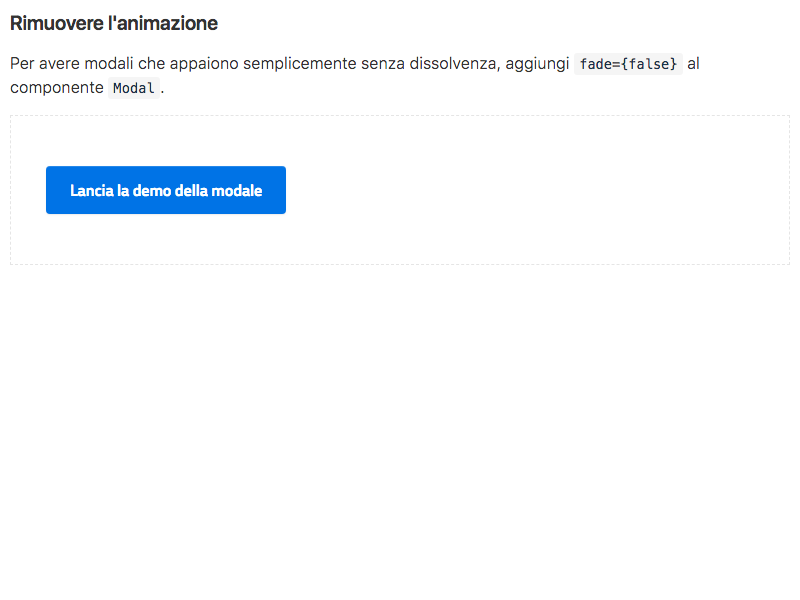 Rimuovere l'animazione
Per avere modali che appaiono semplicemente senza dissolvenza, aggiungi fade={false} al
componente Modal.
Lancia la demo della modale